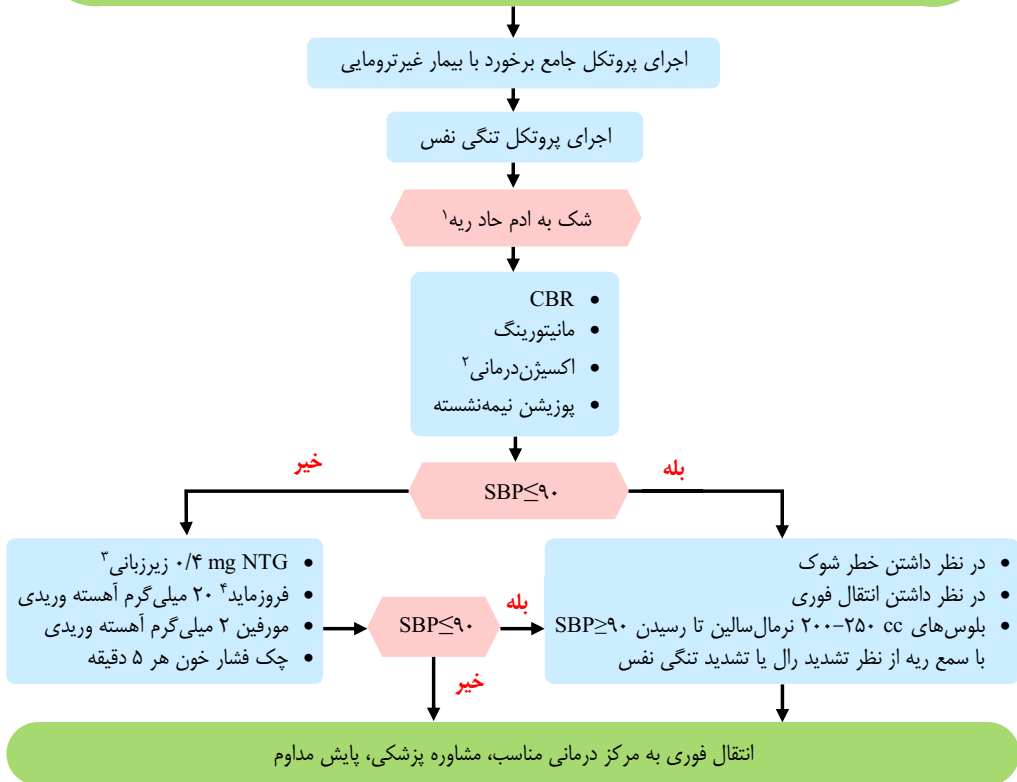 اجرای پروتکل جامع برخورد با بیمار غیرترومایی
اجرای پروتکل تنگی نفس
شک به ادم حاد ریه۱
• CBR
• مانیتورینگ
• اکسیژن‌درمانی۲
• پوزیشن نیمه‌نشسته
بله
خیر
SBP≤۹۰
• در نظر داشتن خطر شوک
• در نظر داشتن انتقال فوری
• بلوس‌های ۲۰۰-۲۵۰ cc نرمال‌سالین تا رسیدن SBP≥۹۰
با سمع ریه از نظر تشدید رال یا تشدید تنگی نفس
• ۰/۴ mg NTG زیرزبانی۳
• فروزماید۴ ۲۰ میلی‌گرم آهسته وریدی
• مورفین ۲ میلی‌گرم آهسته وریدی
• چک فشار خون هر ۵ دقیقه
SBP≤۹۰
بله
خیر
انتقال فوری به مرکز درمانی مناسب، مشاوره پزشکی، پایش مداوم